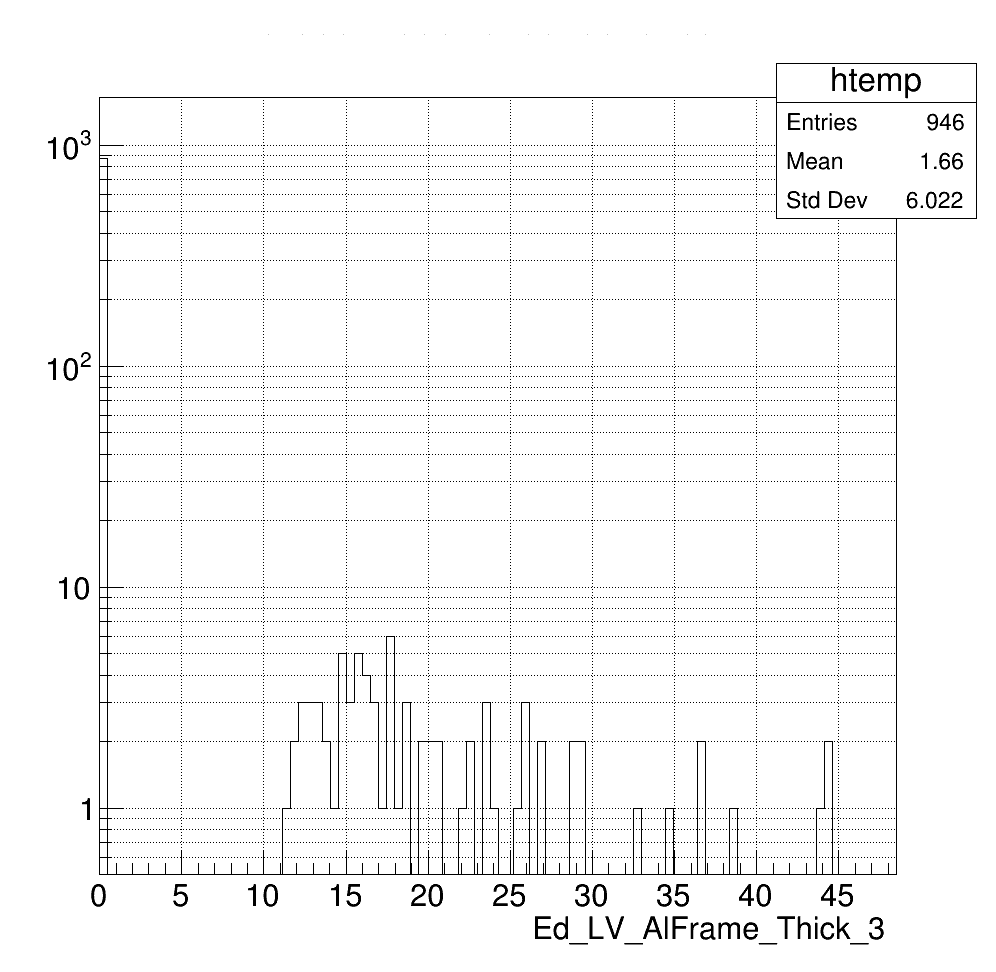 htemp
Entries 946
Mean 1.66
Std Dev 6.022
10³
10²
10
1
0 5 10 15 20 25 30 35 40 45
Ed_LV_AlFrame_Thick_3